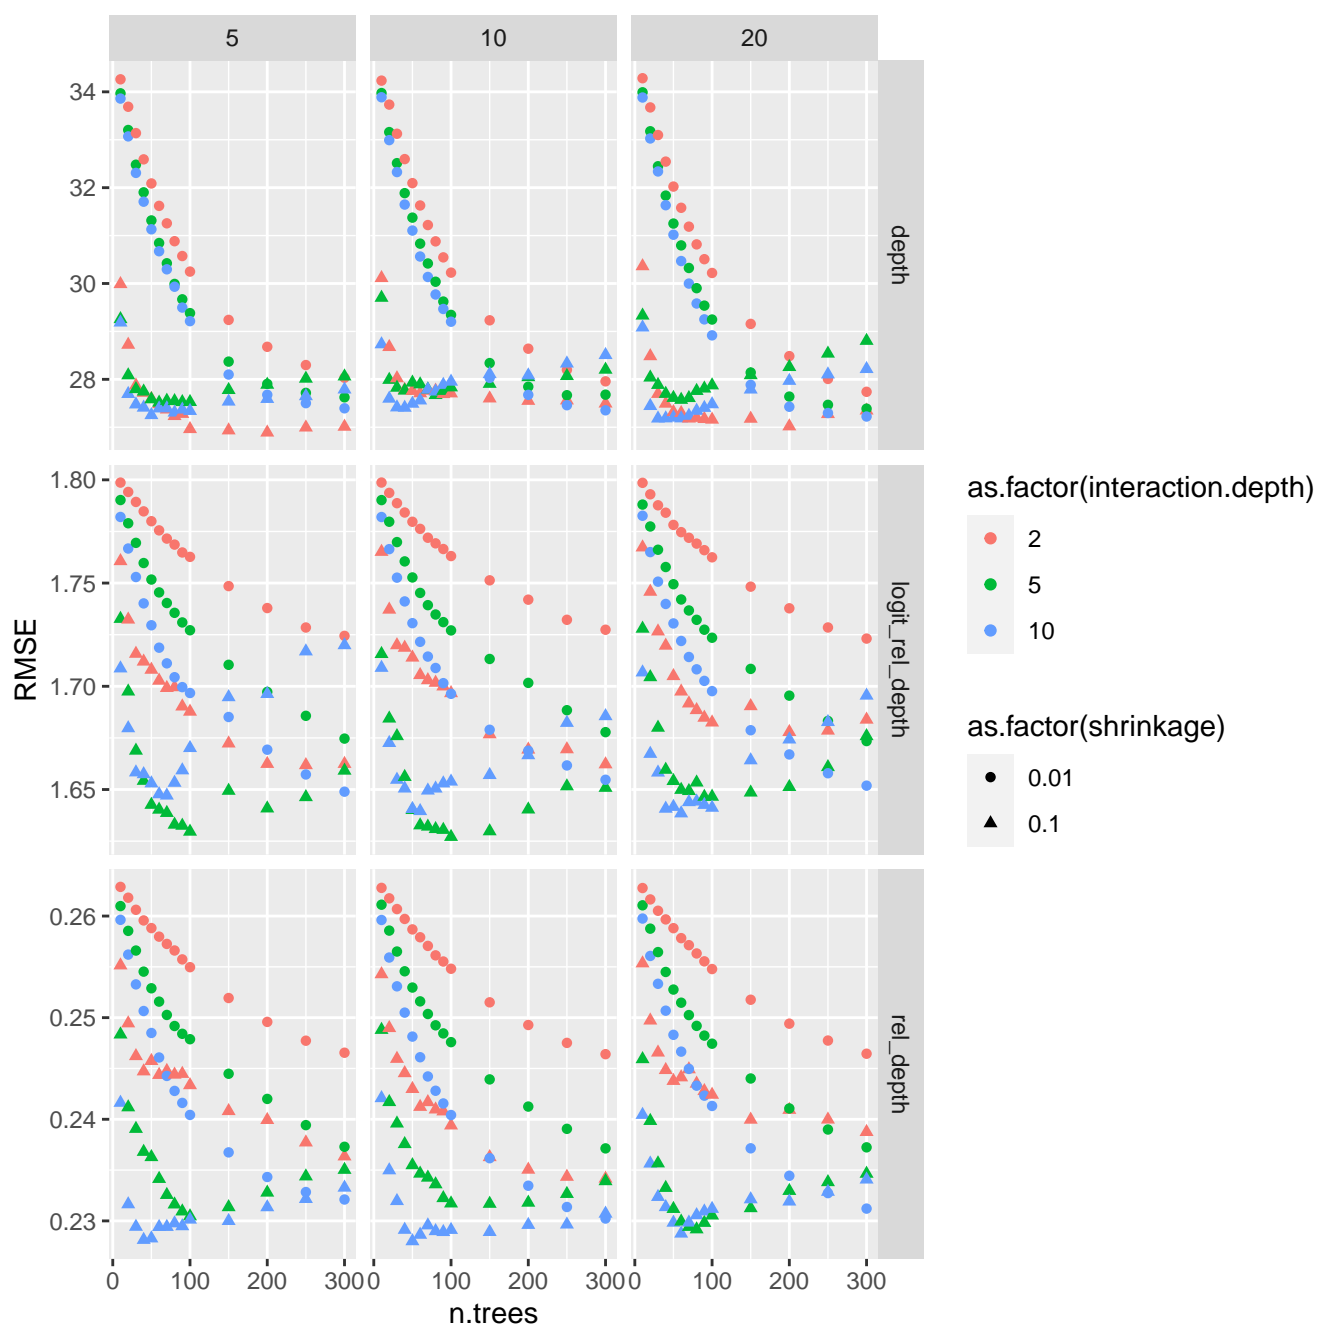 5 10 20
34
32
30
28
depth
1.80
1.75
1.70
1.65
logit_rel_depth
0.26
0.25
0.24
0.23
rel_depth
RMSE
0 100 200 300 0 100 200 300 0 100 200 300
n.trees
as.factor(interaction.depth)
2
5
10
as.factor(shrinkage)
0.01
0.1